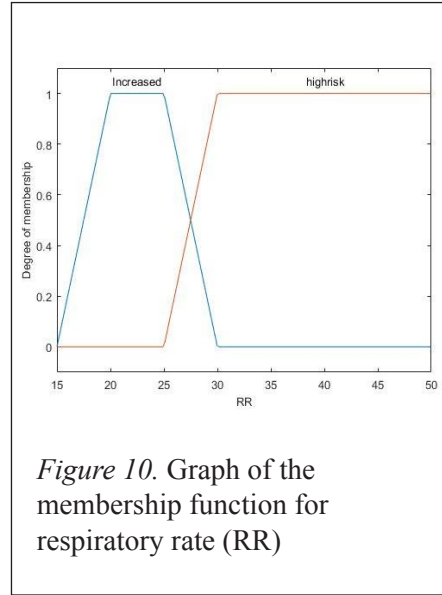 Increased highrisk
1
0.8
0.6
0.4
0.2
0
Degree of membership
15 20 25 30 35 40 45 50
RR
Figure 10. Graph of the
membership function for
respiratory rate (RR)